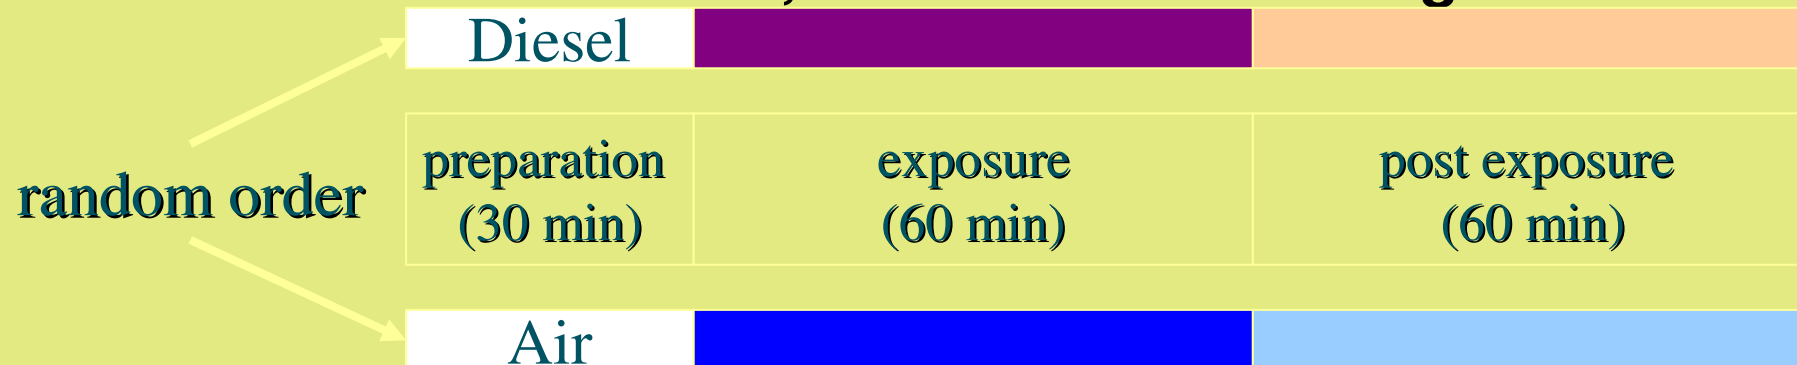 Diesel
random order
preparation
(30 min)
exposure
(60 min)
post exposure
(60 min)
Air